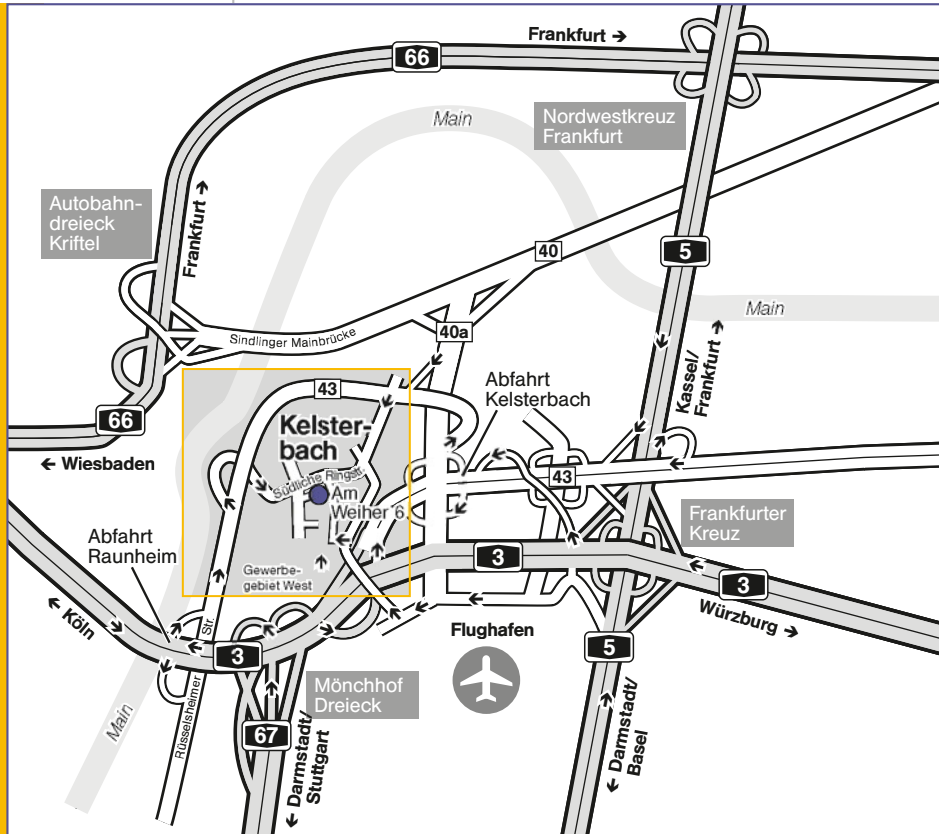 Frankfurt →
66
Main
Nordwestkreuz
Frankfurt
Autobahn-
dreieck
Kriftel
Frankfurt →
40
5
Main
Sindlinger Mainbrücke
40a
Kassel/
Frankfurt →
43
Abfahrt
Kelsterbach
66
← Wiesbaden
Kelster-
bach
Südliche Ringstr.
Am
Weiher 6
43
Frankfurter
Kreuz
Abfahrt
Raunheim
Gewerbe-
gebiet West
3
3
← Köln
Würzburg →
Str.
Flughafen
3
5
Mönchhof
Dreieck
Main
Rüsselsheimer
67
← Darmstadt/
Stuttgart
← Darmstadt/
Basel